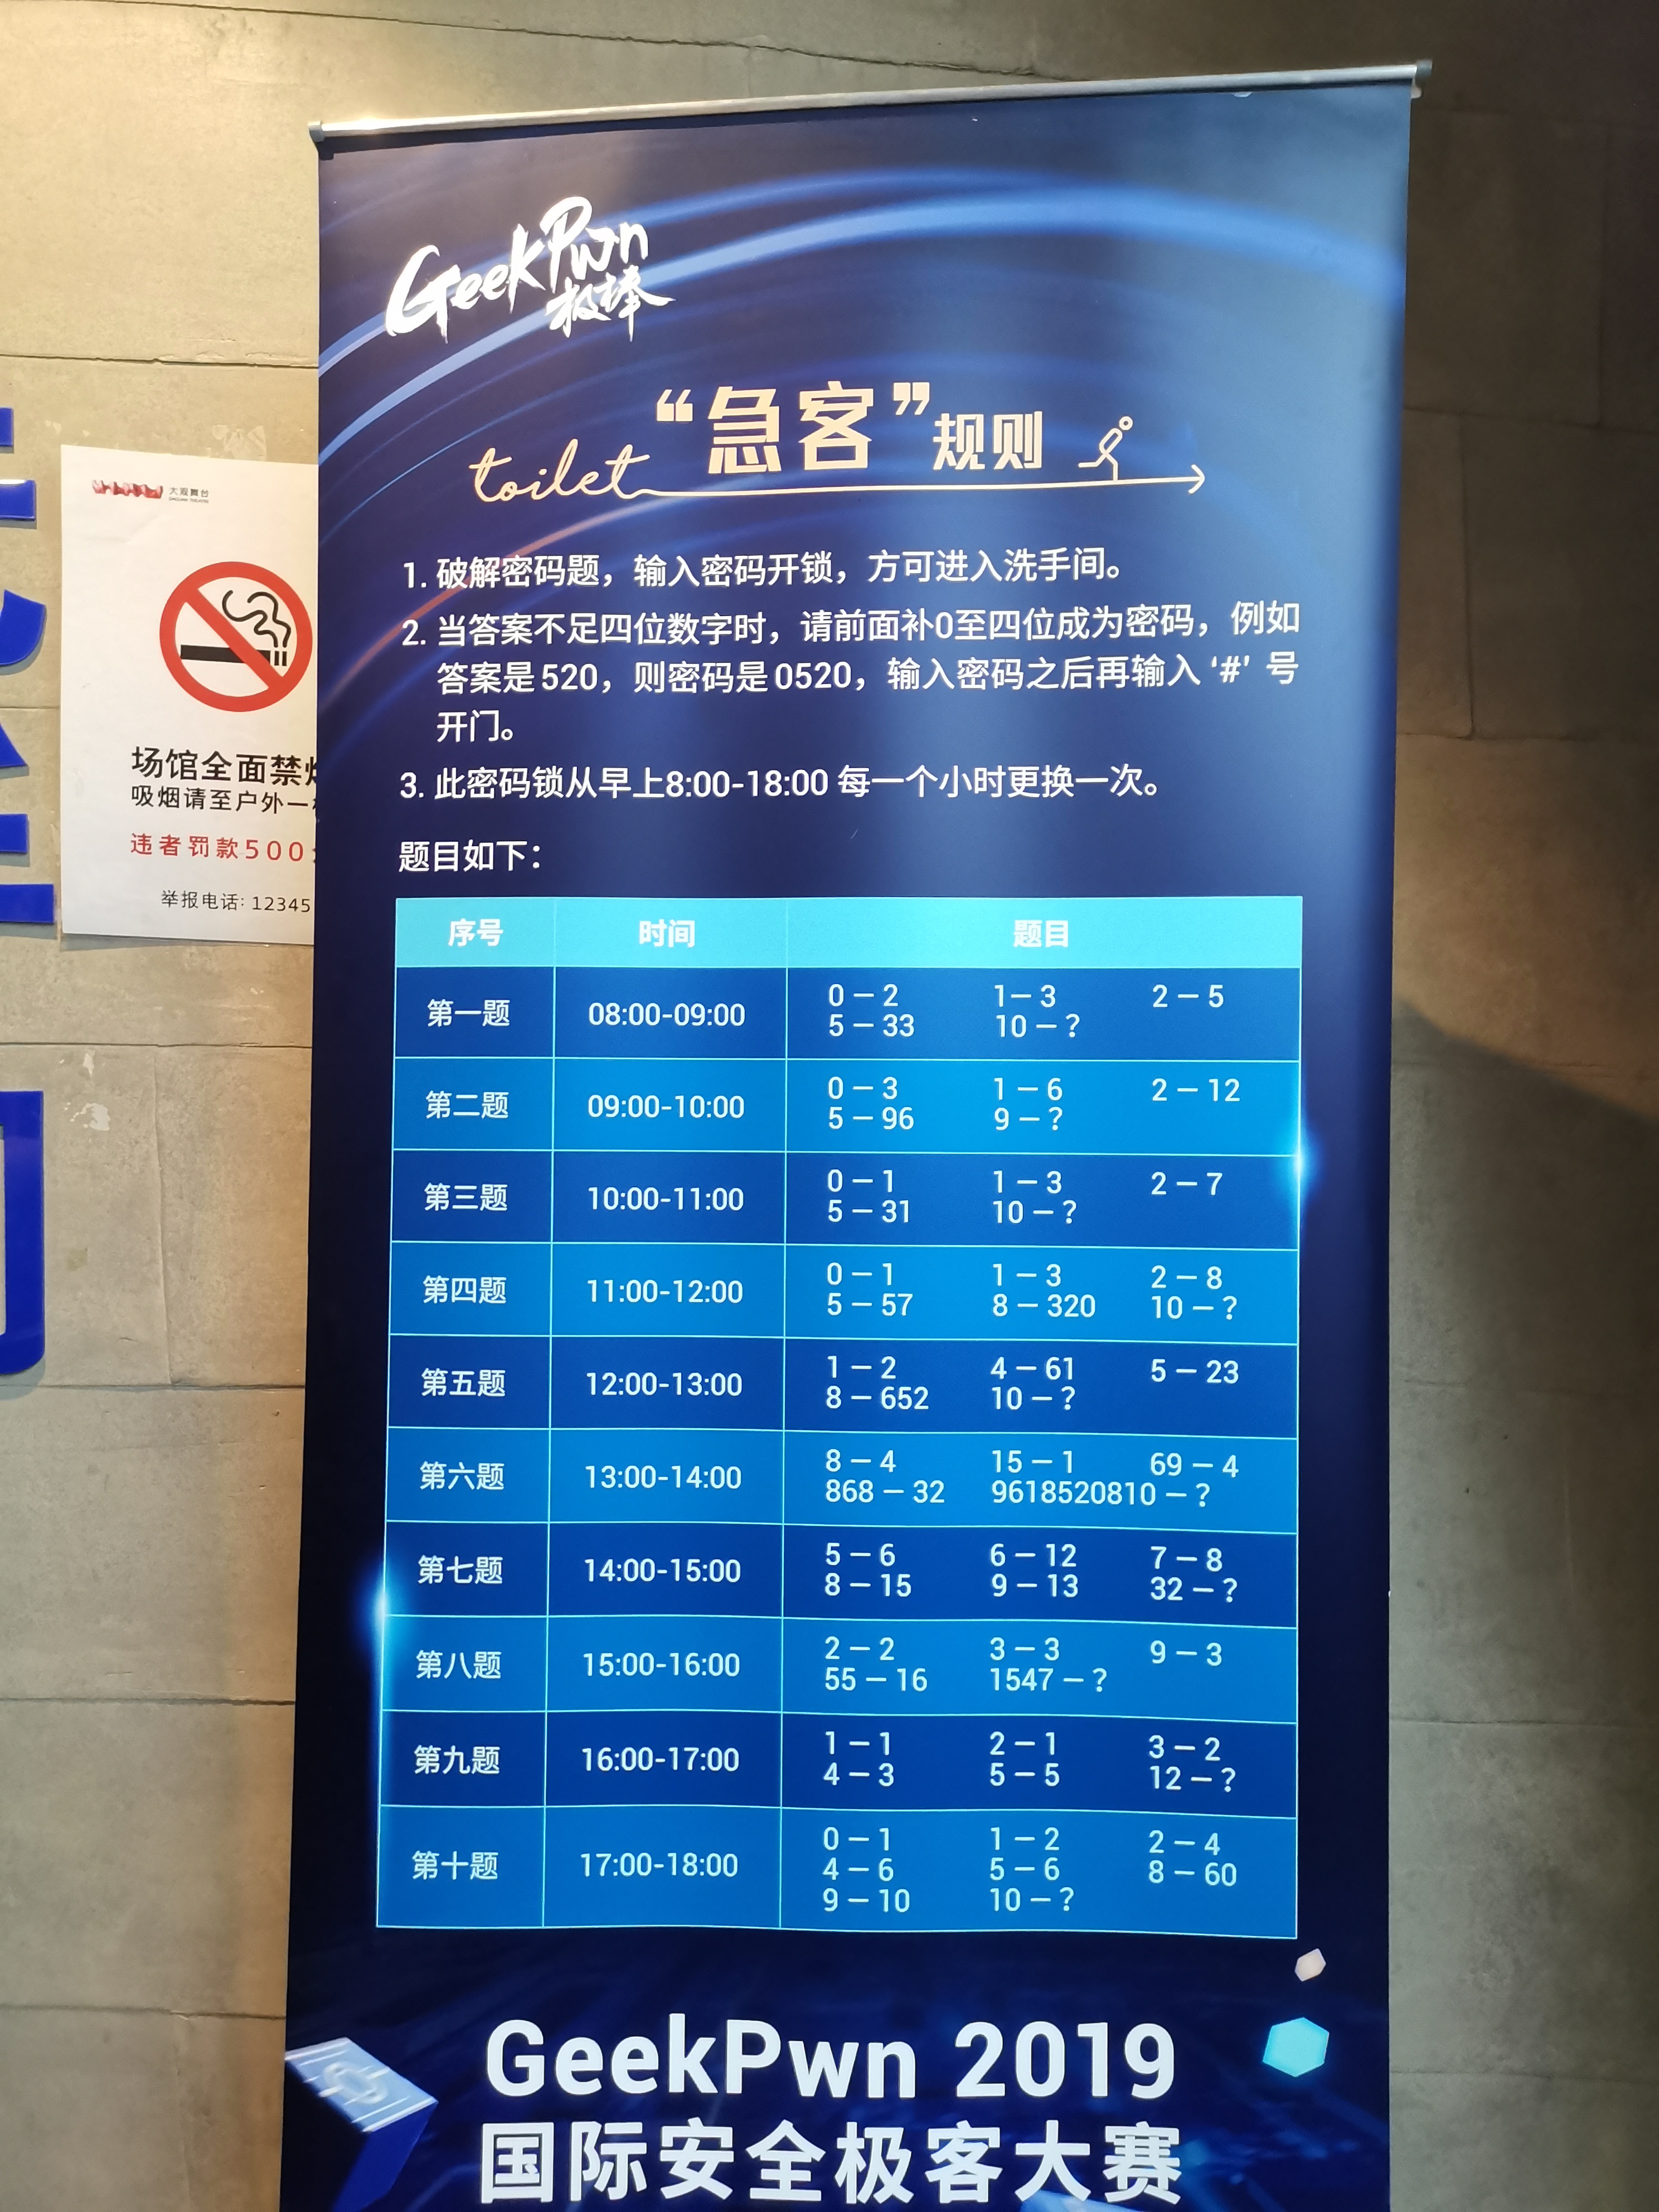 GeekPwn
极棒
toilet “急客”规则
1. 破解密码题，输入密码开锁，方可进入洗手间。
2. 当答案不足四位数字时，请前面补0至四位成为密码，例如
答案是520，则密码是0520，输入密码之后再输入‘#’号
开门。
3. 此密码锁从早上8:00-18:00 每一个小时更换一次。
题目如下：
序号 时间 题目
第一题 08:00-09:00
0 – 2 1 – 3 2 – 5
5 – 33 10 – ?
第二题 09:00-10:00
0 – 3 1 – 6 2 – 12
5 – 96 9 – ?
第三题 10:00-11:00
0 – 1 1 – 3 2 – 7
5 – 31 10 – ?
第四题 11:00-12:00
0 – 1 1 – 3 2 – 8
5 – 57 8 – 320 10 – ?
第五题 12:00-13:00
1 – 2 4 – 61 5 – 23
8 – 652 10 – ?
第六题 13:00-14:00
8 – 4 15 – 1 69 – 4
868 – 32 9618520810 – ?
第七题 14:00-15:00
5 – 6 6 – 12 7 – 8
8 – 15 9 – 13 32 – ?
第八题 15:00-16:00
2 – 2 3 – 3 9 – 3
55 – 16 1547 – ?
第九题 16:00-17:00
1 – 1 2 – 1 3 – 2
4 – 3 5 – 5 12 – ?
第十题 17:00-18:00
0 – 1 1 – 2 2 – 4
4 – 6 5 – 6 8 – 60
9 – 10 10 – ?
GeekPwn 2019
国际安全极客大赛
大观舞台
场馆全面禁烟
吸烟请至户外一
违者罚款500
举报电话: 12345